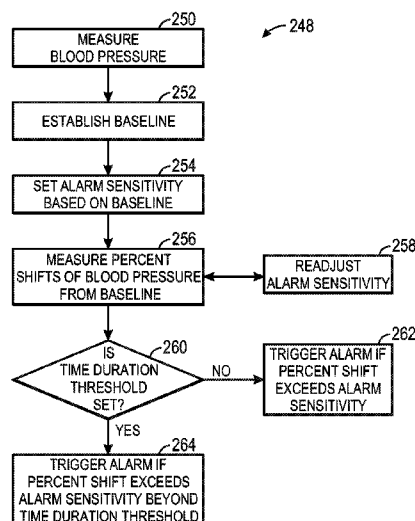 250
248
MEASURE
BLOOD PRESSURE
252
ESTABLISH BASELINE
254
SET ALARM SENSITIVITY
BASED ON BASELINE
256
MEASURE PERCENT
SHIFTS OF BLOOD PRESSURE
FROM BASELINE
258
READJUST
ALARM SENSITIVITY
260
IS
TIME DURATION
THRESHOLD
SET?
NO
262
TRIGGER ALARM IF
PERCENT SHIFT
EXCEEDS ALARM
SENSITIVITY
YES
264
TRIGGER ALARM IF
PERCENT SHIFT EXCEEDS
ALARM SENSITIVITY BEYOND
TIME DURATION THRESHOLD